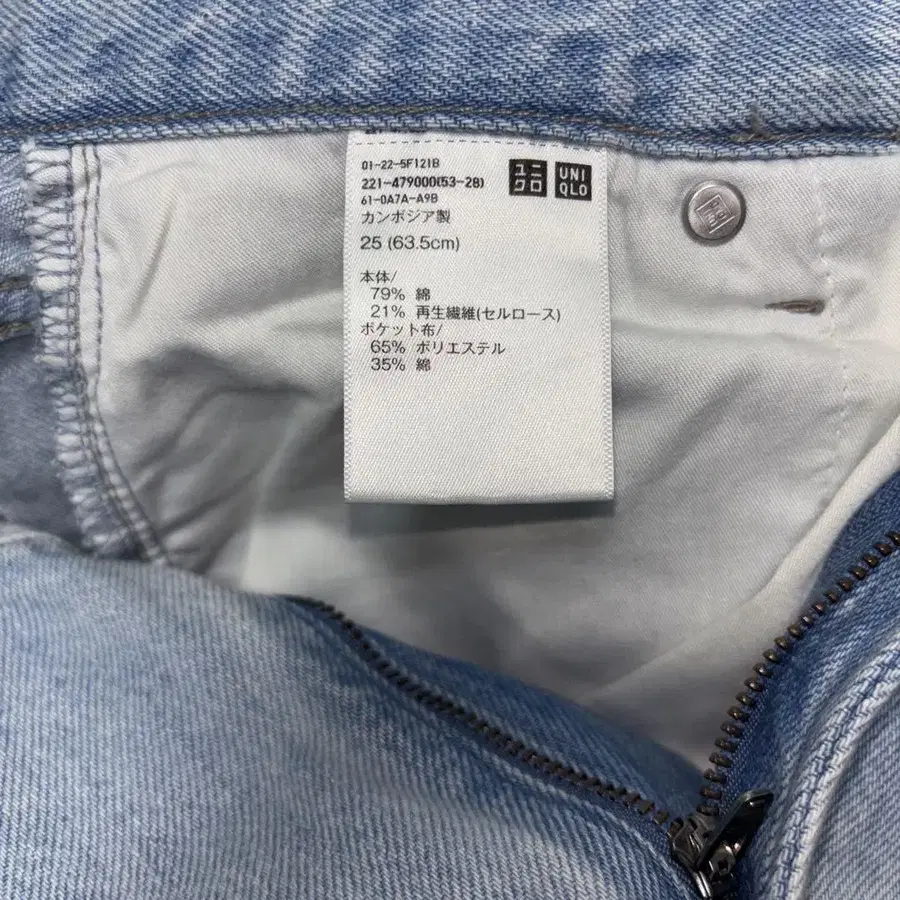 01-22-5F121B
221-479000(53-28)
61-0A7A-A9B
ユニ
クロ
UNI
QLO
カンボジア製
25 (63.5cm)
本体/
79% 綿
21% 再生繊維(セルロース)
ポケット布/
65% ポリエステル
35% 綿